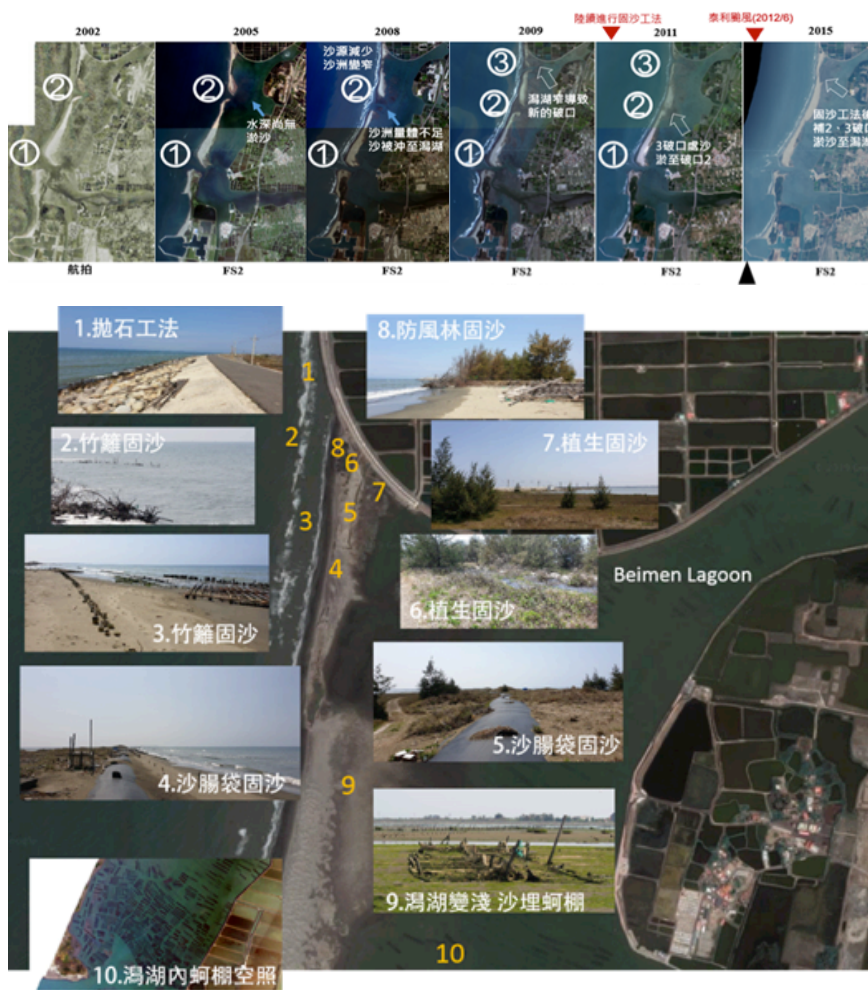 陸續進行固沙工法
泰利颱風(2012/6)
2002
2005
2008
2009
2011
2015
②
①
②
①
水深尚無
淤沙
沙源減少
沙洲變窄
②
①
沙洲量體不足
沙被沖至潟湖
③
②
①
潟湖窄導致
新的破口
③
②
①
3破口處沙
淤至破口2
固沙工法後
補2、3破口
淤沙至潟湖
航拍
FS2
FS2
FS2
FS2
FS2
1.拋石工法
8.防風林固沙
1
2.竹籬固沙
2
8
6
7
7.植生固沙
3
5
4
3.竹籬固沙
6.植生固沙
Beimen Lagoon
4.沙腸袋固沙
5.沙腸袋固沙
9
9.潟湖變淺 沙埋蚵棚
10
10.潟湖內蚵棚空照